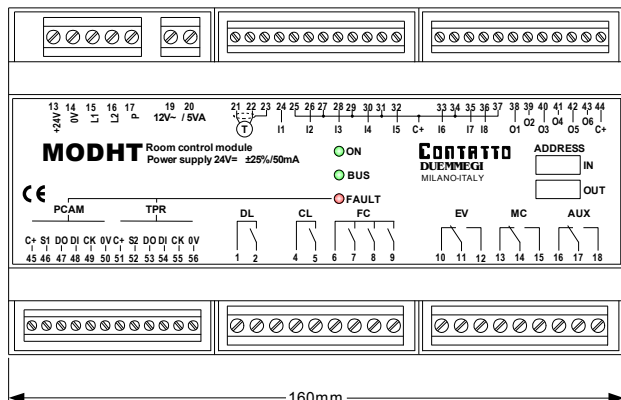 13 14 15 16 17 19 20 21 22 23 24 25 26 27 28 29 30 31 32 33 34 35 36 37 38 39 40 41 42 43 44
+24V 0V L1 L2 P 12V~ / 5VA T I1 I2 I3 I4 I5 C+ I6 I7 I8 O1 O2 O3 O4 O5 O6 C+
MODHT Room control module
Power supply 24V= ±25%/50mA
ON
BUS
FAULT
CONTATTO
DUEMMEGI
MILANO-ITALY
ADDRESS
IN
OUT
CE
PCAM TPR DL CL FC EV MC AUX
C+ S1 DO DI CK 0V C+ S2 DO DI CK 0V
45 46 47 48 49 50 51 52 53 54 55 56 1 2 4 5 6 7 8 9 10 11 12 13 14 15 16 17 18
160mm